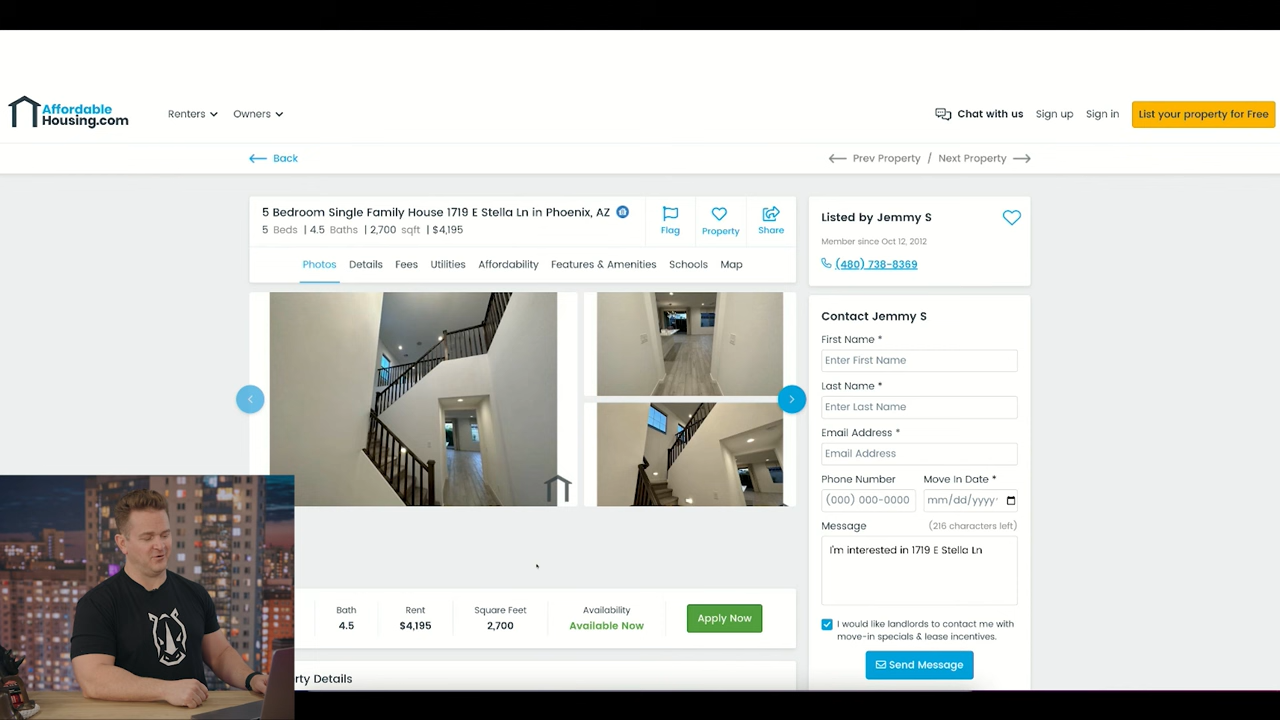 Affordable
Housing.com
Renters
Owners
Chat with us
Sign up
Sign in
List your property for Free
Back
Prev Property / Next Property
5 Bedroom Single Family House 1719 E Stella Ln in Phoenix, AZ
5 Beds | 4.5 Baths | 2,700 sqft | $4,195
Flag
Property
Share
Photos
Details
Fees
Utilities
Affordability
Features & Amenities
Schools
Map
Listed by Jemmy S
Member since Oct 12, 2012
(480) 738-8369
Contact Jemmy S
First Name *
Enter First Name
Last Name *
Enter Last Name
Email Address *
Email Address
Phone Number
Move In Date *
(000) 000-0000
mm/dd/yyyy
Message
(216 characters left)
I'm interested in 1719 E Stella Ln
I would like landlords to contact me with
move-in specials & lease incentives.
Send Message
Bath
4.5
Rent
$4,195
Square Feet
2,700
Availability
Available Now
Apply Now
rty Details